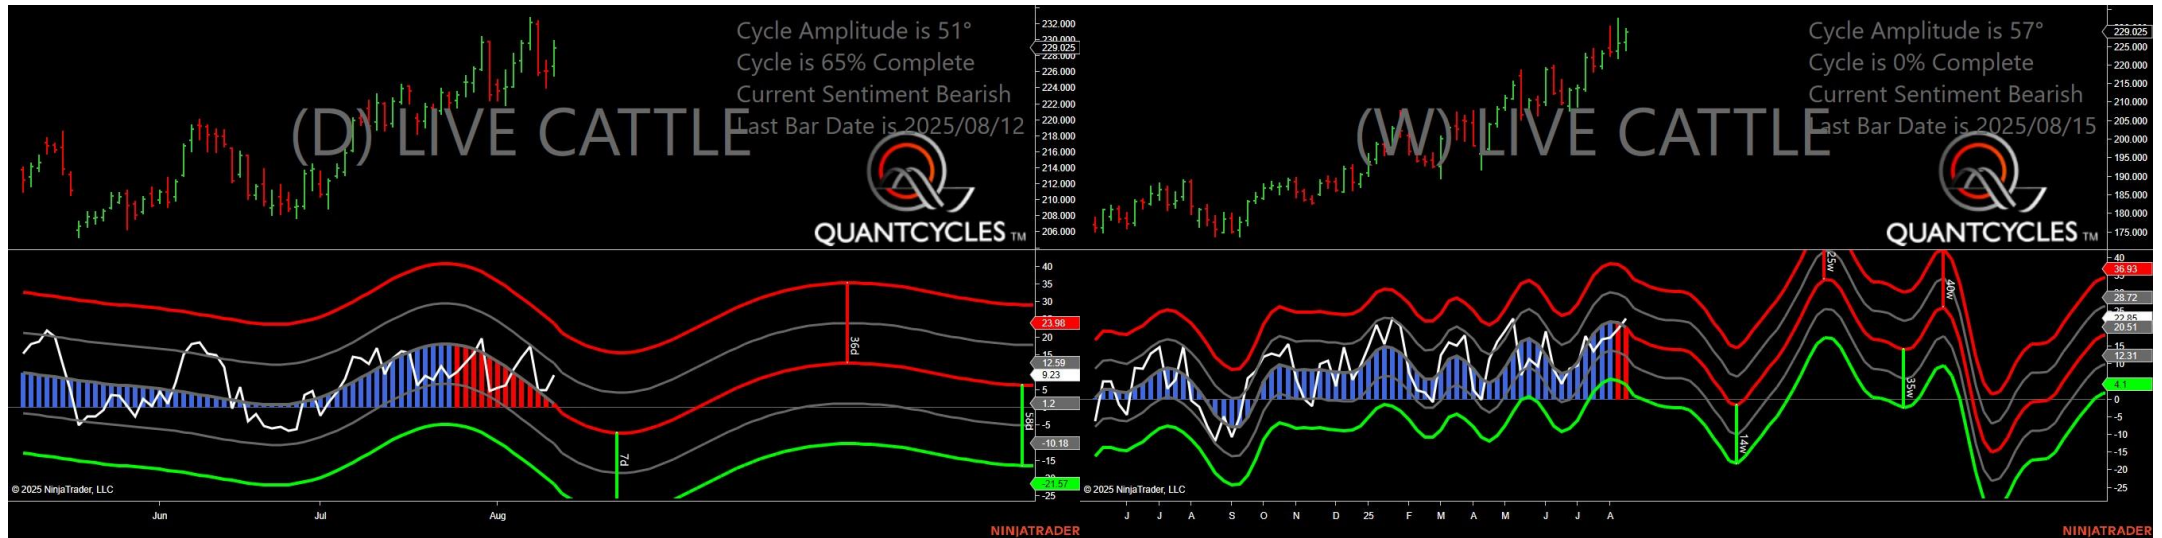 Cycle Amplitude is 51°
Cycle is 65% Complete
Current Sentiment Bearish
Last Bar Date is 2025/08/12
(D) LIVE CATTLE
QUANTCYCLES TM
232.000
230.000
229.025
228.000
226.000
224.000
222.000
220.000
218.000
216.000
214.000
212.000
210.000
208.000
206.000
40
35
30
23.98
20
15
12.59
9.23
5
1.2
-5
-10.18
-15
-21.57
-25
36d
7d
58d
© 2025 NinjaTrader, LLC
Jun Jul Aug
NINJATRADER
Cycle Amplitude is 57°
Cycle is 0% Complete
Current Sentiment Bearish
Last Bar Date is 2025/08/15
(W) LIVE CATTLE
QUANTCYCLES TM
229.025
225.000
220.000
215.000
210.000
205.000
200.000
195.000
190.000
185.000
180.000
175.000
40
36.93
28.72
22.85
20.51
15
12.31
10
4.1
0
-5
-10
-15
-20
-25
25w
40w
35w
14w
© 2025 NinjaTrader, LLC
J J A S O N D 25 F M A M J J A
NINJATRADER